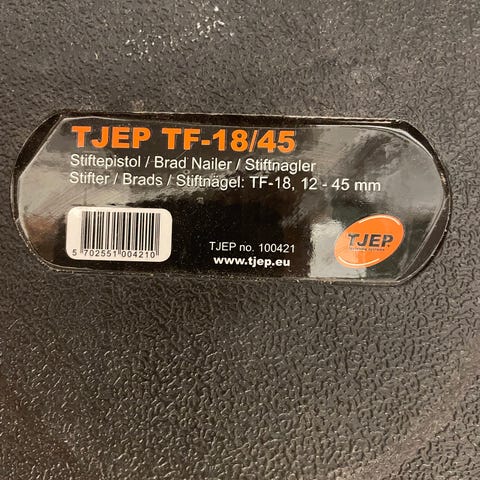 TJEP TF-18/45
Stiftepistol / Brad Nailer / Stiftnagler
Stifter / Brads / Stiftnägel: TF-18, 12 - 45 mm
5 702551 004210
TJEP no. 100421
www.tjep.eu
TJEP